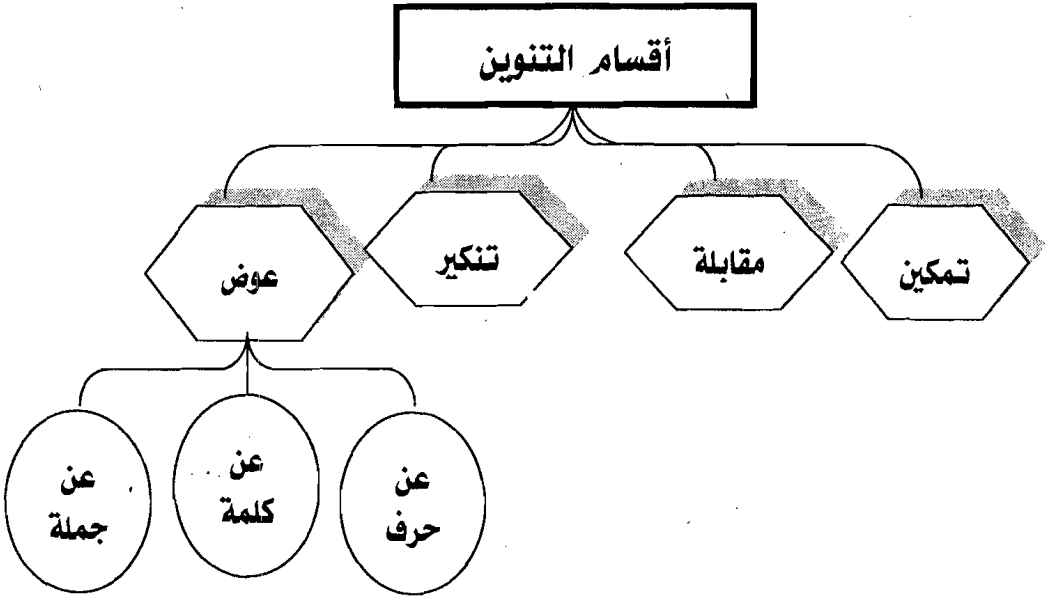 أقسام التنوين
تمكين
مقابلة
تنكير
عوض
عن
حرف
عن
كلمة
عن
جملة